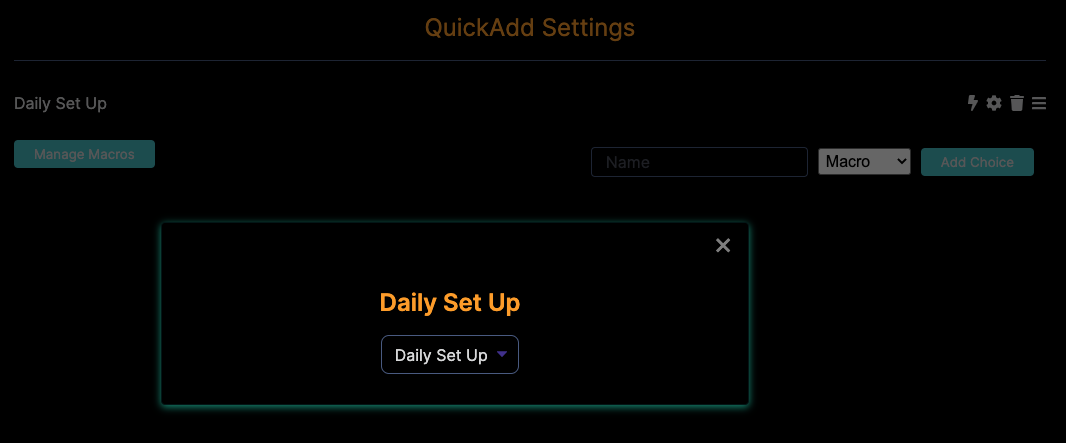 QuickAdd Settings
Daily Set Up
Manage Macros
Name
Macro
Add Choice
Daily Set Up
Daily Set Up